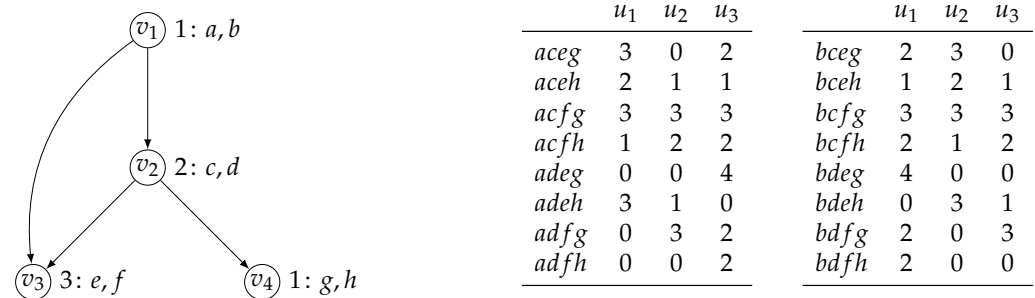 v1 1: a, b
v2 2: c, d
v3 3: e, f
v4 1: g, h
u1 u2 u3
aceg 3 0 2
aceh 2 1 1
acfg 3 3 3
acfh 1 2 2
adeg 0 0 4
adeh 3 1 0
adfg 0 3 2
adfh 0 0 2
u1 u2 u3
bceg 2 3 0
bceh 1 2 1
bcfg 3 3 3
bcfh 2 1 2
bdeg 4 0 0
bdeh 0 3 1
bdfg 2 0 3
bdfh 2 0 0